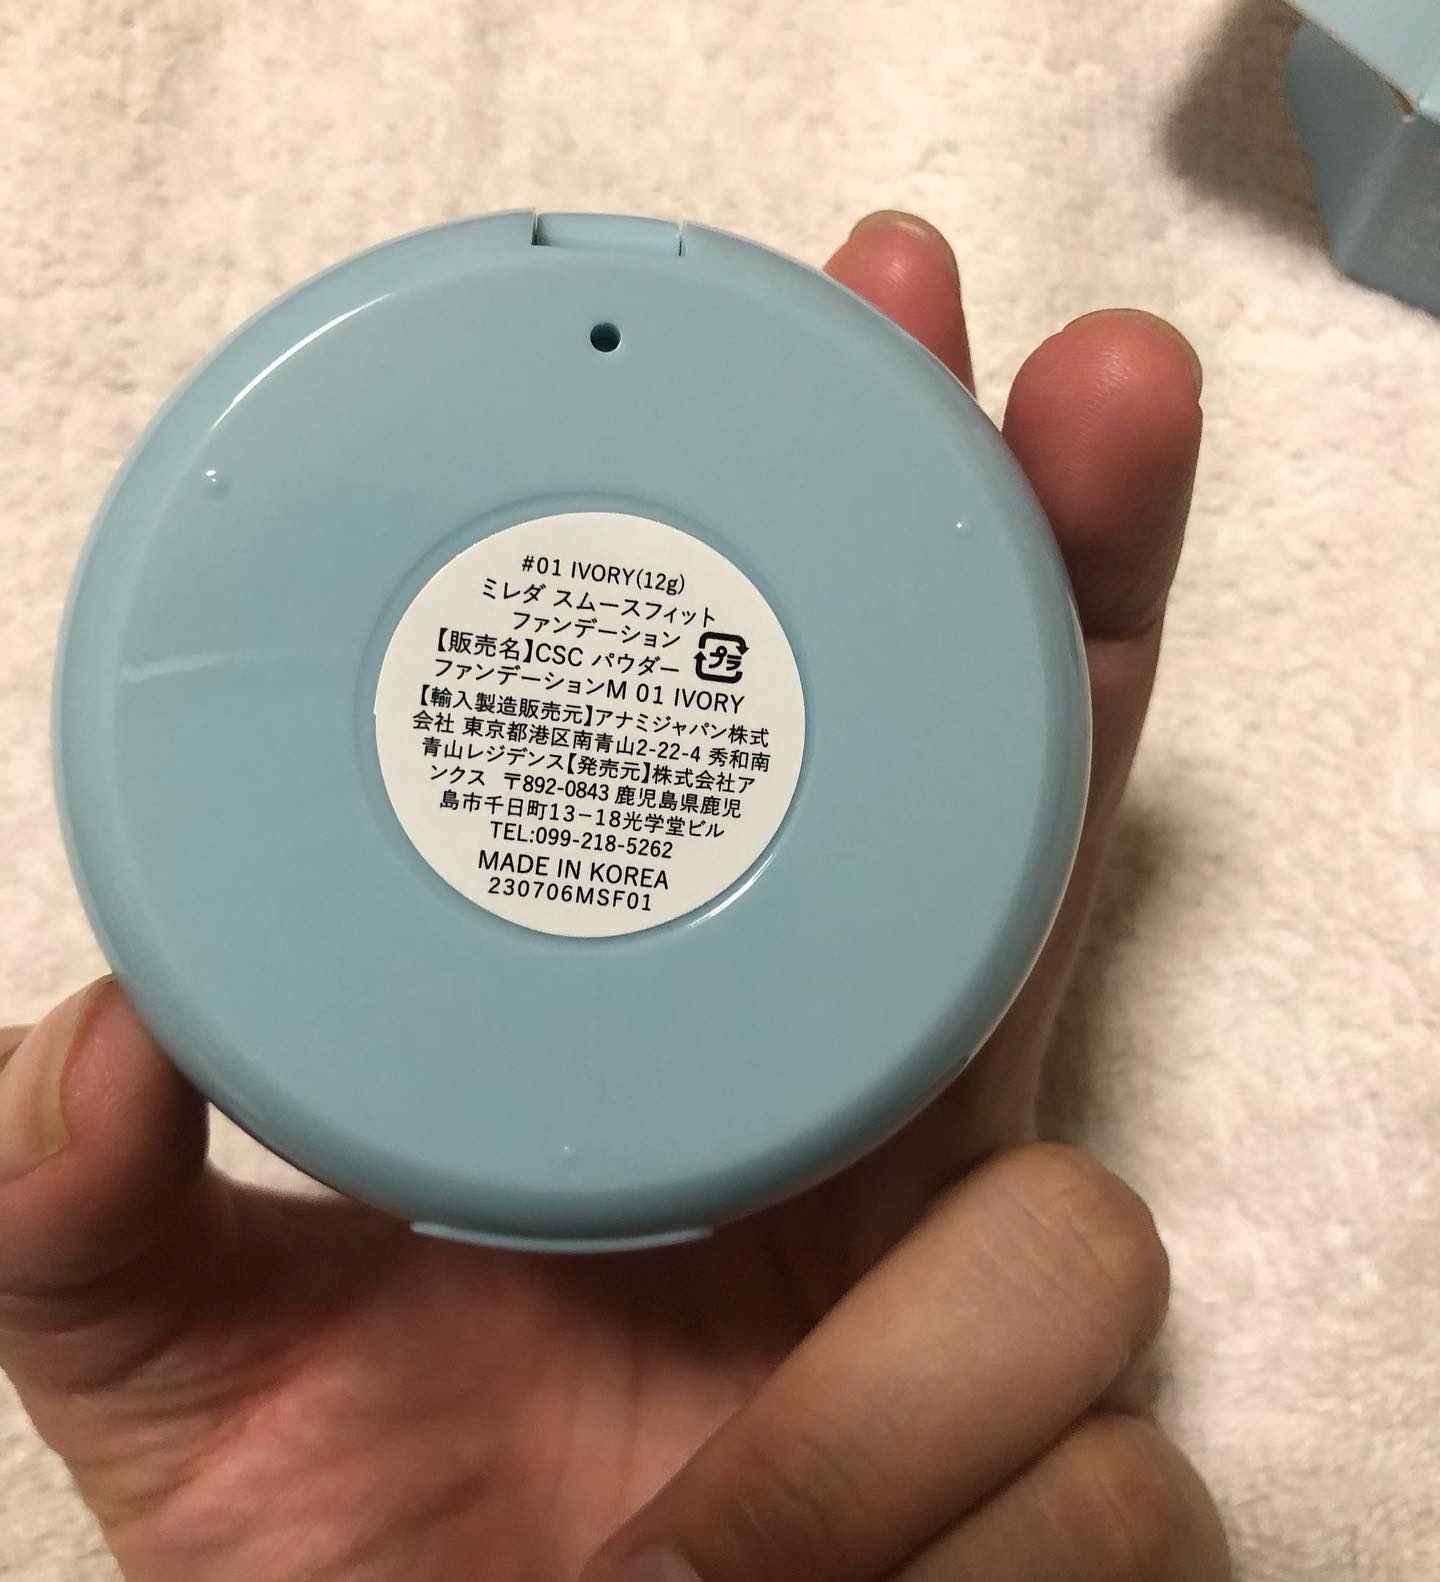 #01 IVORY(12g)
ミレダ スムースフィット
ファンデーション
【販売名】CSC パウダー
プラ
ファンデーションM 01 IVORY
【輸入製造販売元】アナミジャパン株式
会社 東京都港区南青山2-22-4 秀和南
青山レジデンス【発売元】株式会社ア
ンクス 〒892-0843 鹿児島県鹿児
島市千日町13−18光学堂ビル
TEL:099-218-5262
MADE IN KOREA
230706MSF01